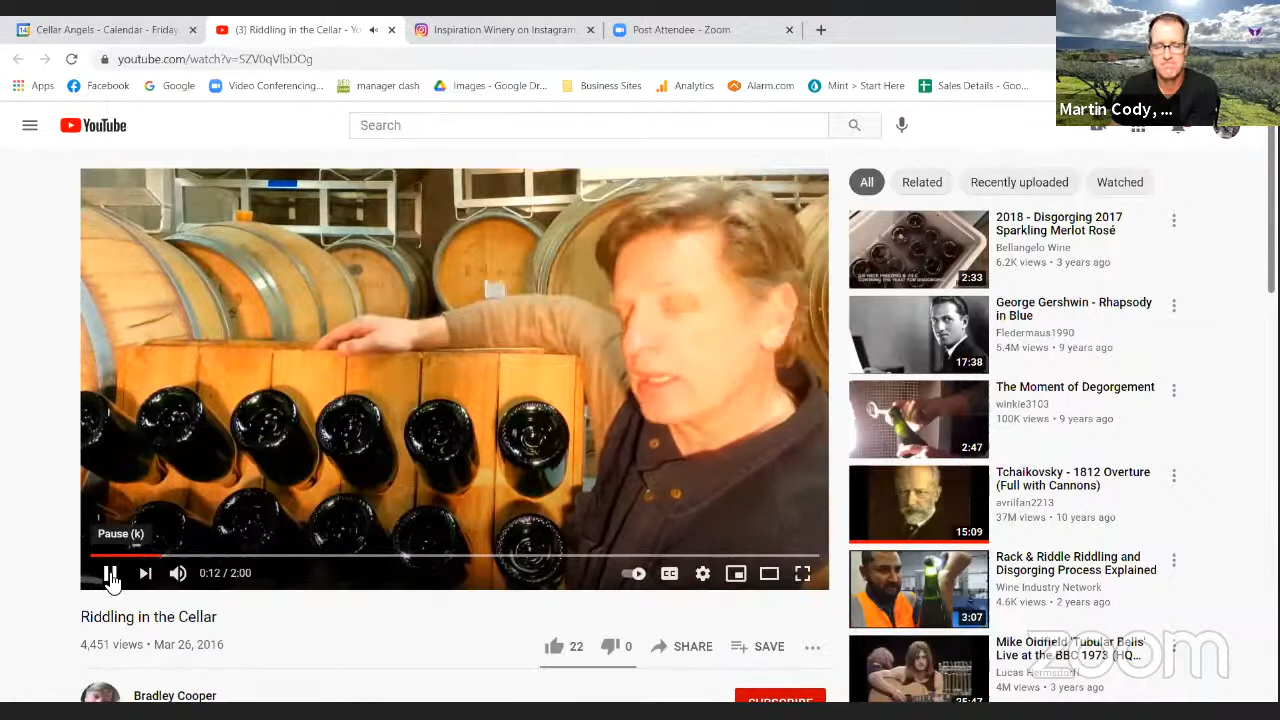 Cellar Angels - Calendar - Friday
(3) Riddling in the Cellar - Yo
Inspiration Winery on Instagram
Post Attendee - Zoom
youtube.com/watch?v=SZV0qVlbDOg
Apps
Facebook
Google
Video Conferencing...
manager dash
Images - Google Dr...
Business Sites
Analytics
Alarm.com
Mint > Start Here
Sales Details - Goo...
Martin Cody, ...
YouTube
Search
All
Related
Recently uploaded
Watched
2018 - Disgorging 2017
Sparkling Merlot Rosé
Bellangelo Wine
6.2K views • 3 years ago
2:33
George Gershwin - Rhapsody
in Blue
Fledermaus1990
5.4M views • 9 years ago
17:38
The Moment of Degorgement
winkle3103
100K views • 9 years ago
2:47
Tchaikovsky - 1812 Overture
(Full with Cannons)
avrilfan2213
37M views • 10 years ago
15:09
Rack & Riddle Riddling and
Disgorging Process Explained
Wine Industry Network
4.6K views • 2 years ago
3:07
Mike Oldfield 'Tubular Bells'
Live at the BBC 1973 (HQ...
Lucas Hermsdorff
4M views • 3 years ago
25:47
Pause (k)
0:12 / 2:00
CC
Riddling in the Cellar
4,451 views • Mar 26, 2016
22
0
SHARE
SAVE
Bradley Cooper
SUBSCRIBE
zoom